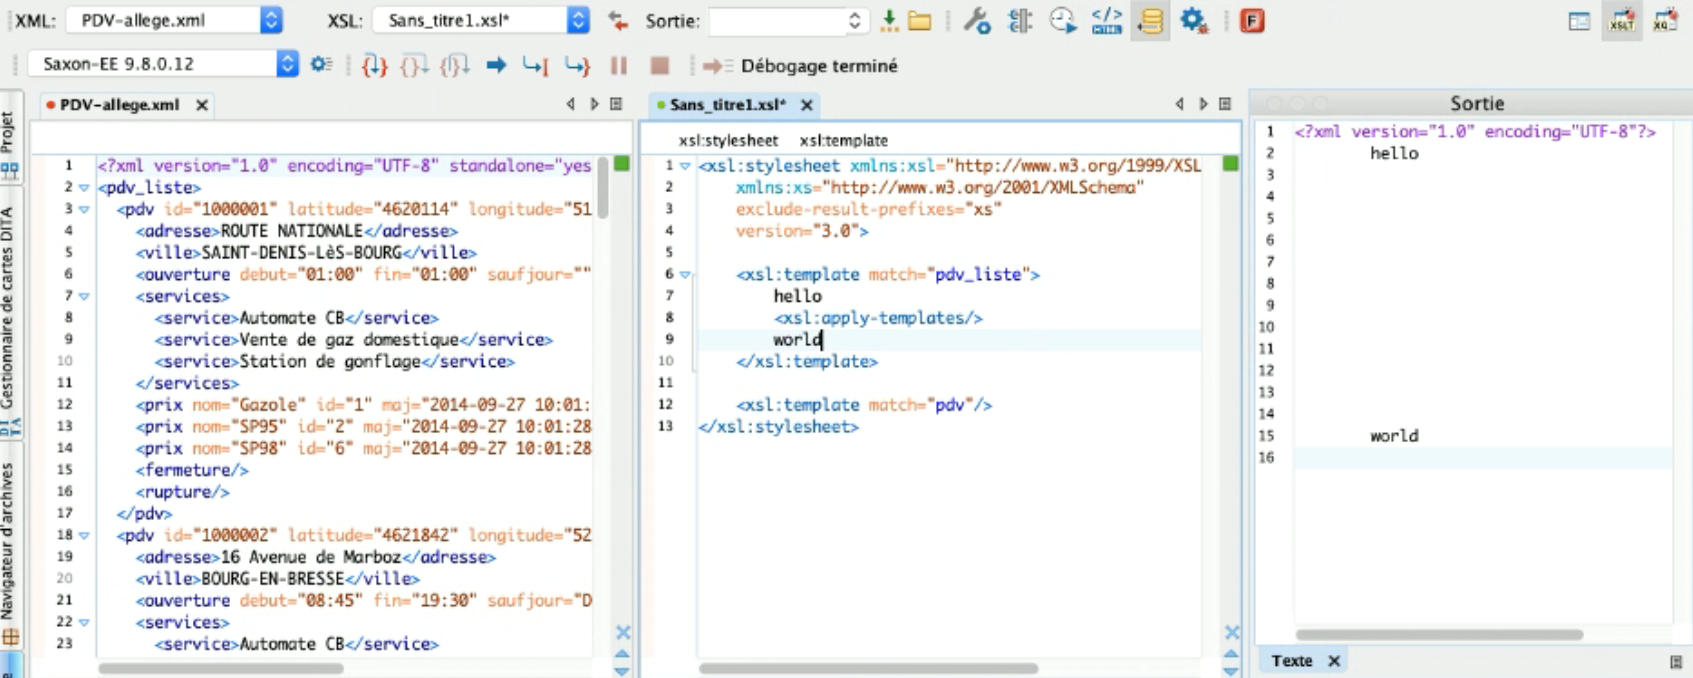 XML: PDV-allege.xml XSL: Sans_titre1.xsl* Sortie:
Saxon-EE 9.8.0.12 Débogage terminé
Projet
Gestionnaire de cartes DITA
Navigateur d'archives
PDV-allege.xml
1 <?xml version="1.0" encoding="UTF-8" standalone="yes
2 <pdv_liste>
3 <pdv id="1000001" latitude="4620114" longitude="51
4 <adresse>ROUTE NATIONALE</adresse>
5 <ville>SAINT-DENIS-LèS-BOURG</ville>
6 <ouverture debut="01:00" fin="01:00" saufjour=""
7 <services>
8 <service>Automate CB</service>
9 <service>Vente de gaz domestique</service>
10 <service>Station de gonflage</service>
11 </services>
12 <prix nom="Gazole" id="1" maj="2014-09-27 10:01:
13 <prix nom="SP95" id="2" maj="2014-09-27 10:01:28
14 <prix nom="SP98" id="6" maj="2014-09-27 10:01:28
15 <fermeture/>
16 <rupture/>
17 </pdv>
18 <pdv id="1000002" latitude="4621842" longitude="52
19 <adresse>16 Avenue de Marboz</adresse>
20 <ville>BOURG-EN-BRESSE</ville>
21 <ouverture debut="08:45" fin="19:30" saufjour="D
22 <services>
23 <service>Automate CB</service>
Sans_titre1.xsl*
xsl:stylesheet xsl:template
1 <xsl:stylesheet xmlns:xsl="http://www.w3.org/1999/XSL
2 xmlns:xs="http://www.w3.org/2001/XMLSchema"
3 exclude-result-prefixes="xs"
4 version="3.0">
5
6 <xsl:template match="pdv_liste">
7 hello
8 <xsl:apply-templates/>
9 world
10 </xsl:template>
11
12 <xsl:template match="pdv"/>
13 </xsl:stylesheet>
Sortie
1 <?xml version="1.0" encoding="UTF-8"?>
2 hello
3
4
5
6
7
8
9
10
11
12
13
14
15 world
16
Texte